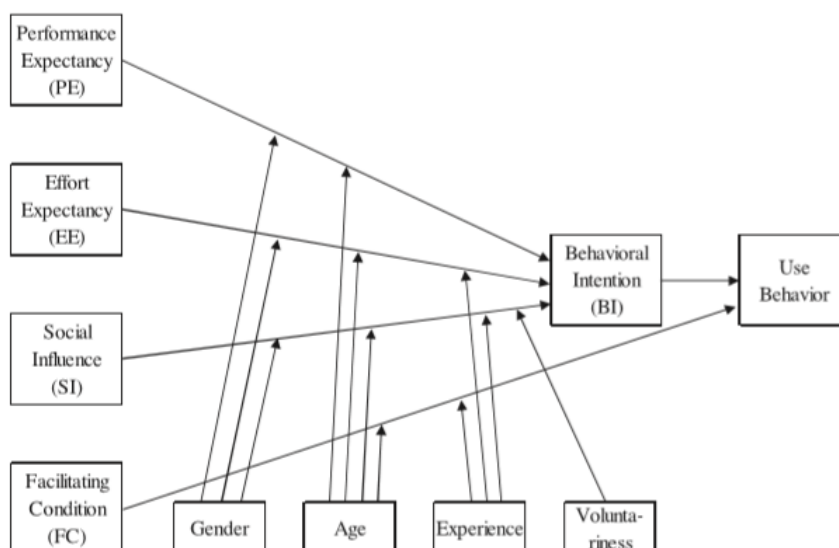 Performance
Expectancy
(PE)
Effort
Expectancy
(EE)
Behavioral
Intention
(BI)
Use
Behavior
Social
Influence
(SI)
Facilitating
Condition
(FC)
Gender
Age
Experience
Volunta-
riness